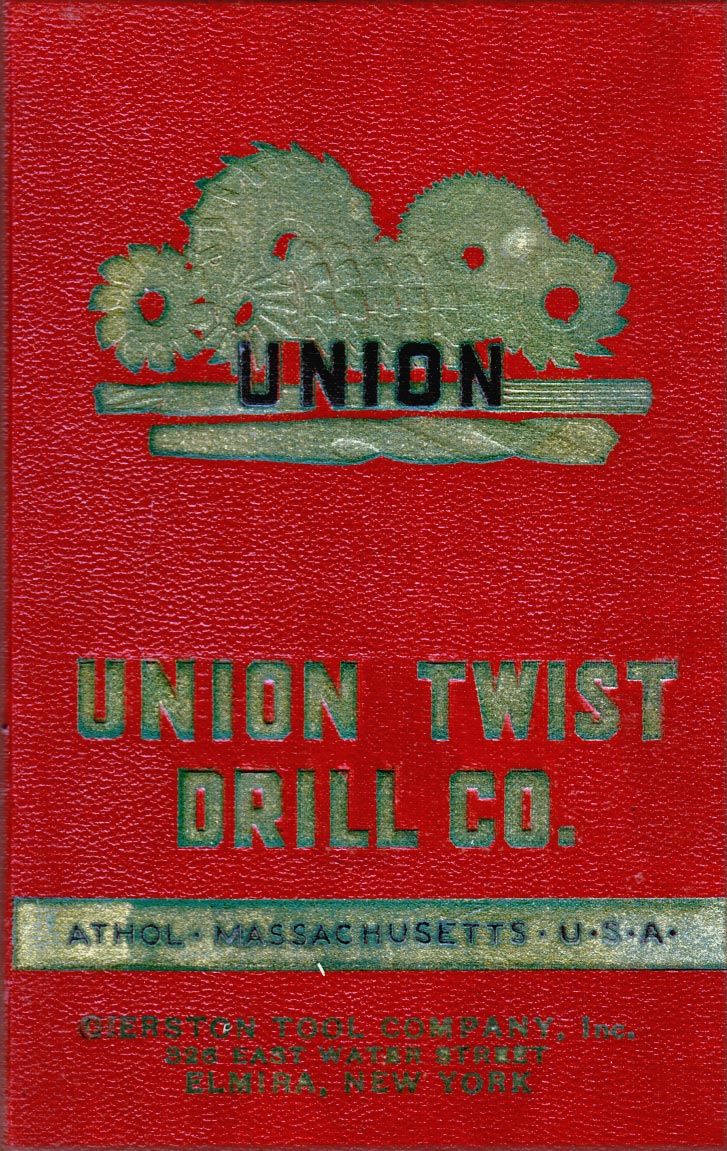 UNION
UNION TWIST
DRILL CO.
ATHOL · MASSACHUSETTS · U·S·A·
GIERSTON TOOL COMPANY, Inc.
326 EAST WATER STREET
ELMIRA, NEW YORK